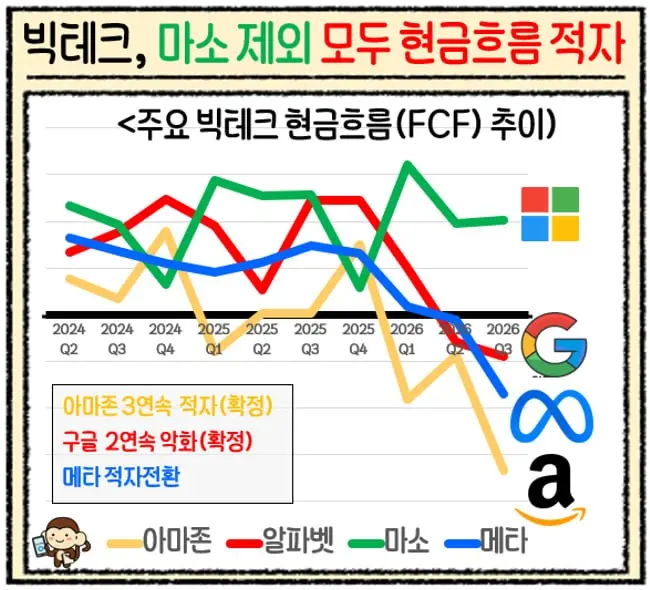 빅테크, 마소 제외 모두 현금흐름 적자
<주요 빅테크 현금흐름(FCF) 추이>
2024 2024 2024 2025 2025 2025 2025 2026 2026 2026
Q2 Q3 Q4 Q1 Q2 Q3 Q4 Q1 Q2 Q3
아마존 3연속 적자(확정)
구글 2연속 악화(확정)
메타 적자전환
아마존 알파벳 마소 메타